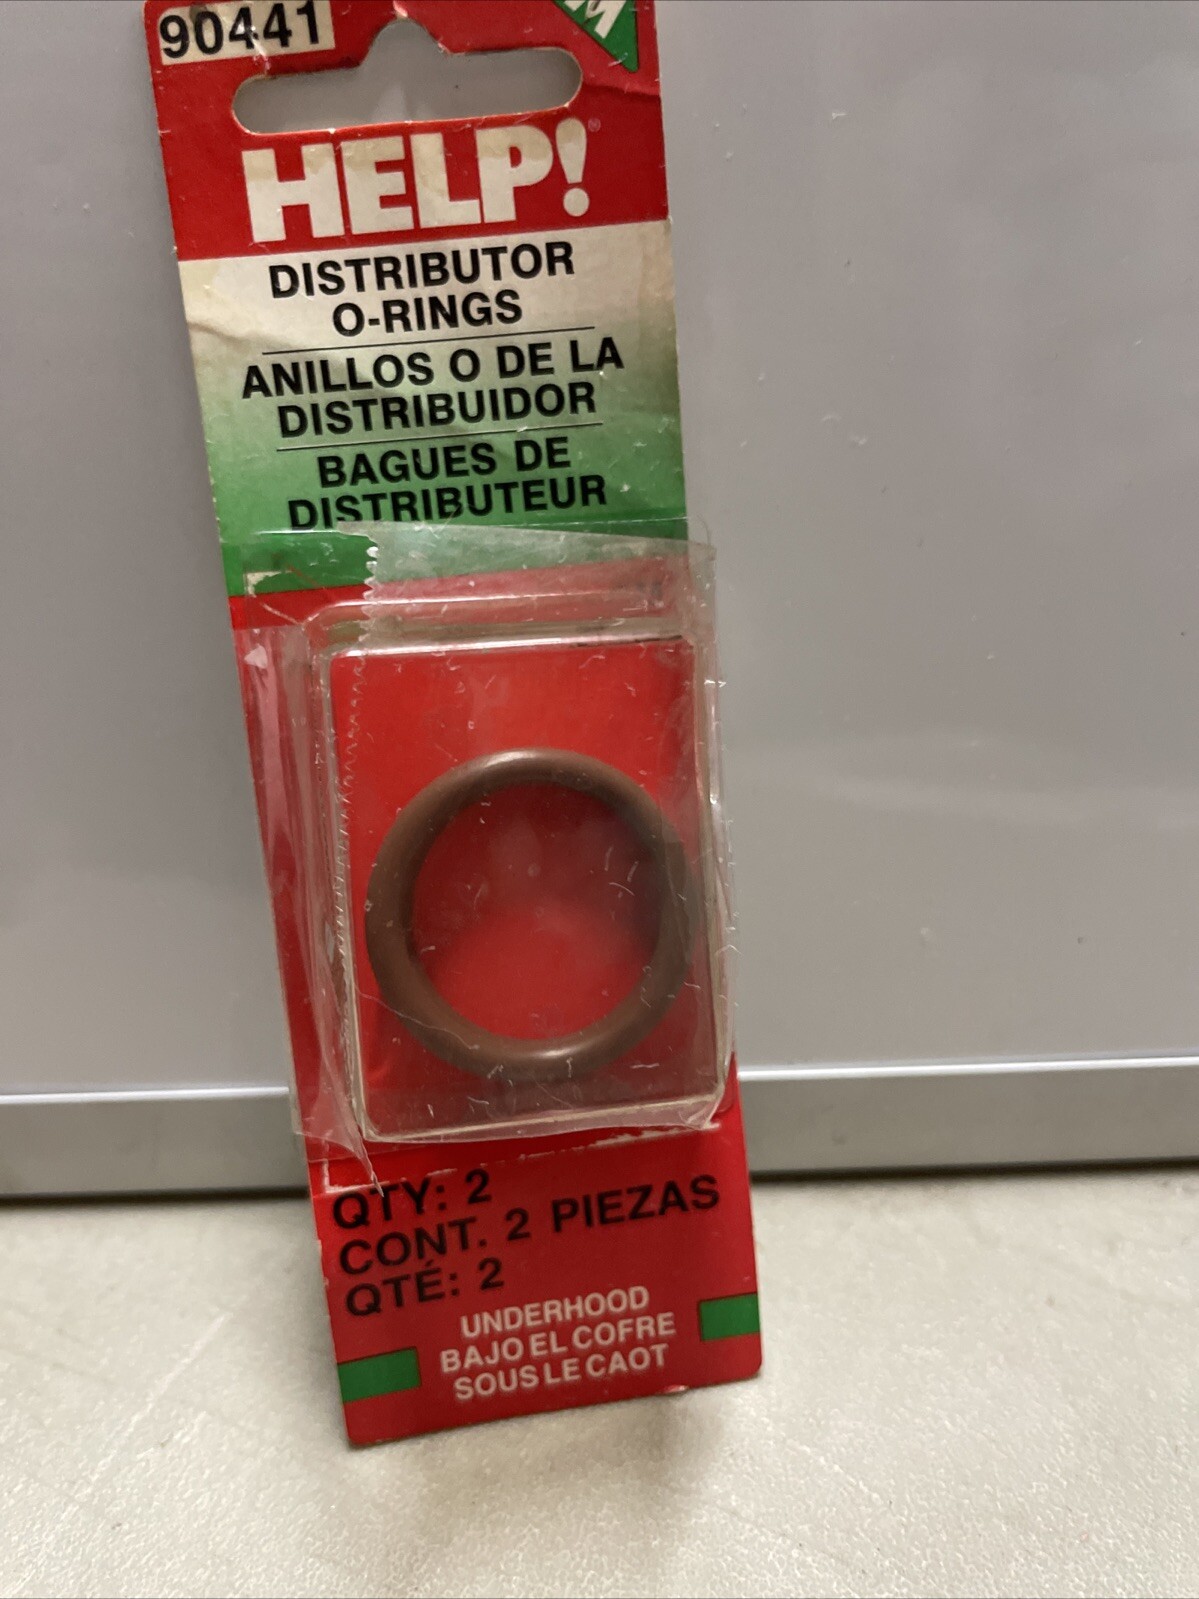 90441
M
HELP!®
DISTRIBUTOR
O-RINGS
ANILLOS O DE LA
DISTRIBUIDOR
BAGUES DE
DISTRIBUTEUR
QTY: 2
CONT. 2 PIEZAS
QTÉ: 2
UNDERHOOD
BAJO EL COFRE
SOUS LE CAOT